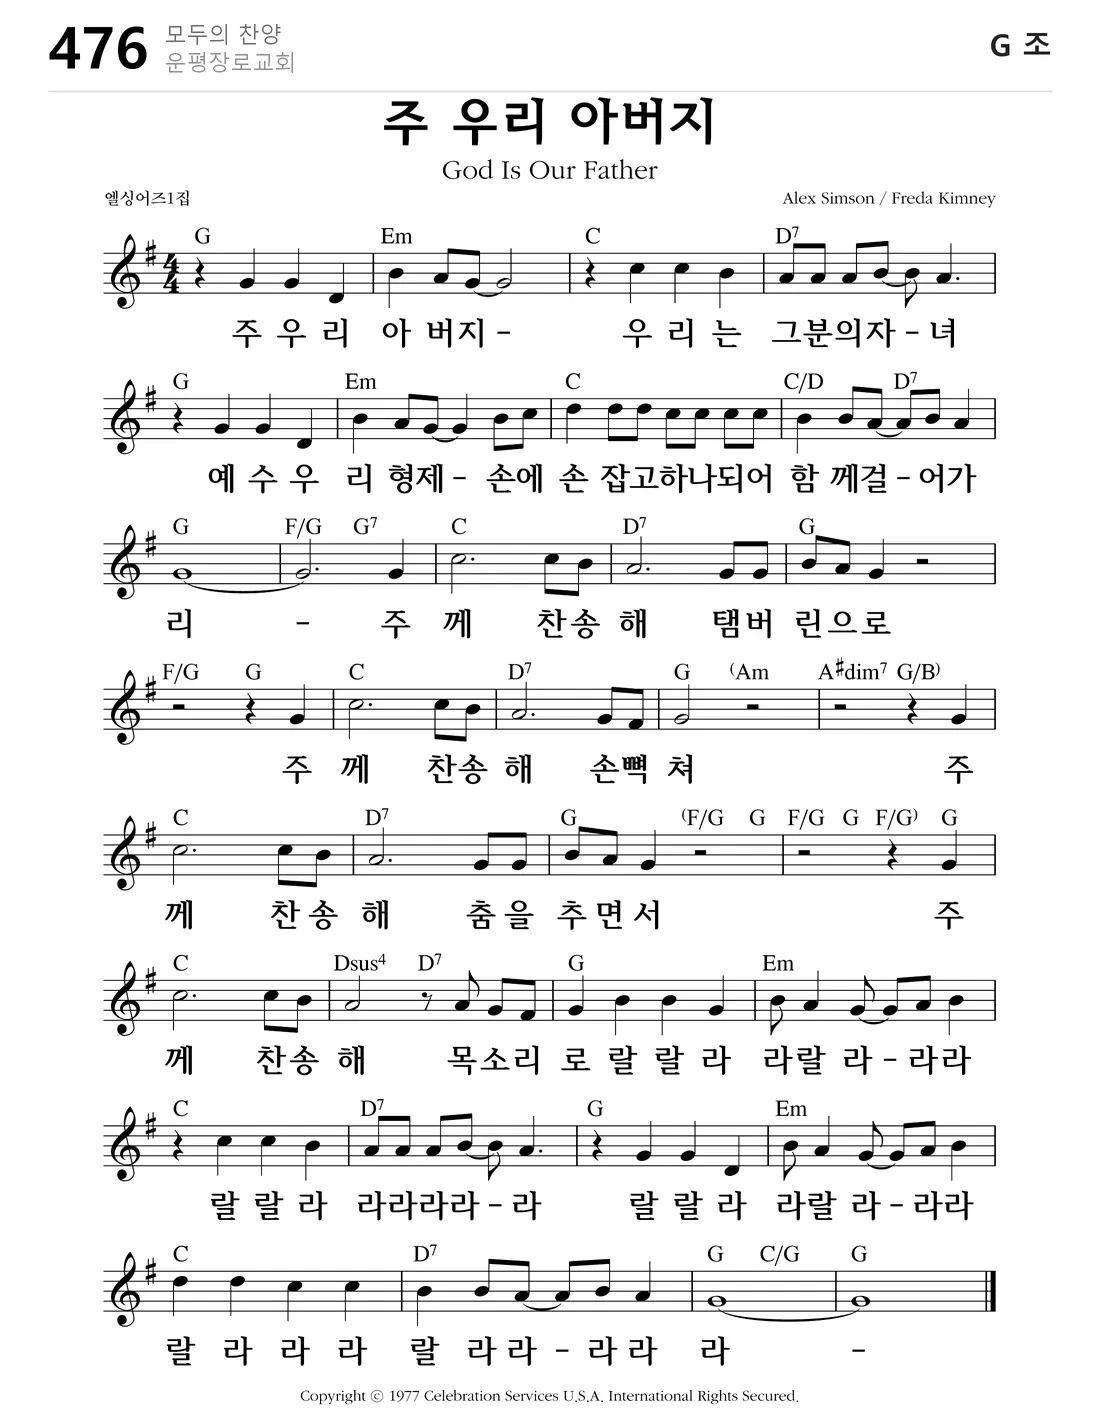 476 모두의 찬양
운평장로교회
G 조
주 우리 아버지
God Is Our Father
엘싱어즈1집
Alex Simson / Freda Kimney
G Em C D7
주 우 리 아 버지 - 우 리 는 그분의자 - 녀
G Em C C/D D7
예 수 우 리 형제 - 손에 손 잡고하나되어 함 께걸 - 어가
G F/G G7 C D7 G
리 - 주 께 찬송 해 탬버 린으로
F/G G C D7 G (Am A#dim7 G/B)
주 께 찬송 해 손뼉 쳐 주
C D7 G (F/G G F/G G F/G) G
께 찬 송 해 춤 을 추 면 서 주
C Dsus4 D7 G Em
께 찬송 해 목소리 로 랄 랄 라 라랄 라 - 라라
C D7 G Em
랄 랄 라 라라라라 - 라 랄 랄 라 라랄 라 - 라라
C D7 G C/G G
랄 라 라 라 랄 라 라 - 라 라 라 -
Copyright ⓒ 1977 Celebration Services U.S.A. International Rights Secured.